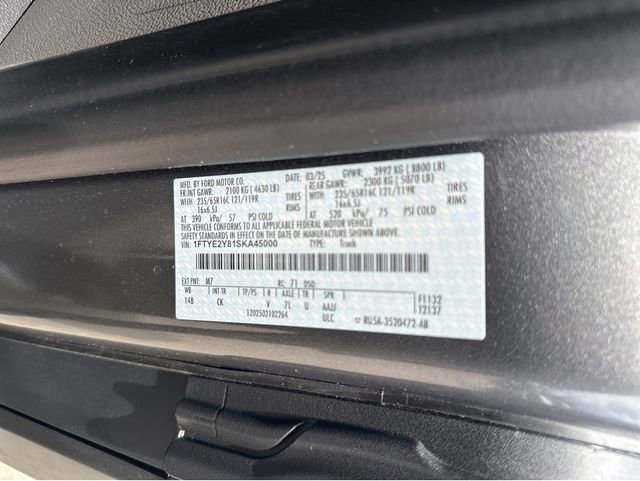 MFD. BY FORD MOTOR CO.
DATE: 03/25 GVWR: 3992 KG ( 8800 LB)
FR:INT GAWR: 2100 KG ( 4630 LB)
REAR GAWR: 2300 KG ( 5070 LB)
WITH 235/65R16C 121/119R TIRES
WITH 235/65R16C 121/119R TIRES
16x6.5J RIMS
16x6.5J RIMS
AT 390 kPa/ 57 PSI COLD
AT 520 kPa/ 75 PSI COLD
THIS VEHICLE CONFORMS TO ALL APPLICABLE FEDERAL MOTOR VEHICLE
SAFETY STANDARDS IN EFFECT ON THE DATE OF MANUFACTURE SHOWN ABOVE.
VIN: 1FTYE2Y81SKA45000 TYPE: Truck
EXT PNT: M7 RC: 71 DSO:
WB INT TR TP/PS R AXLE TR SPR F1132
148 CK V 7L U AAJJ T2137
1202503102264 ULC RU5A-3520472-AB